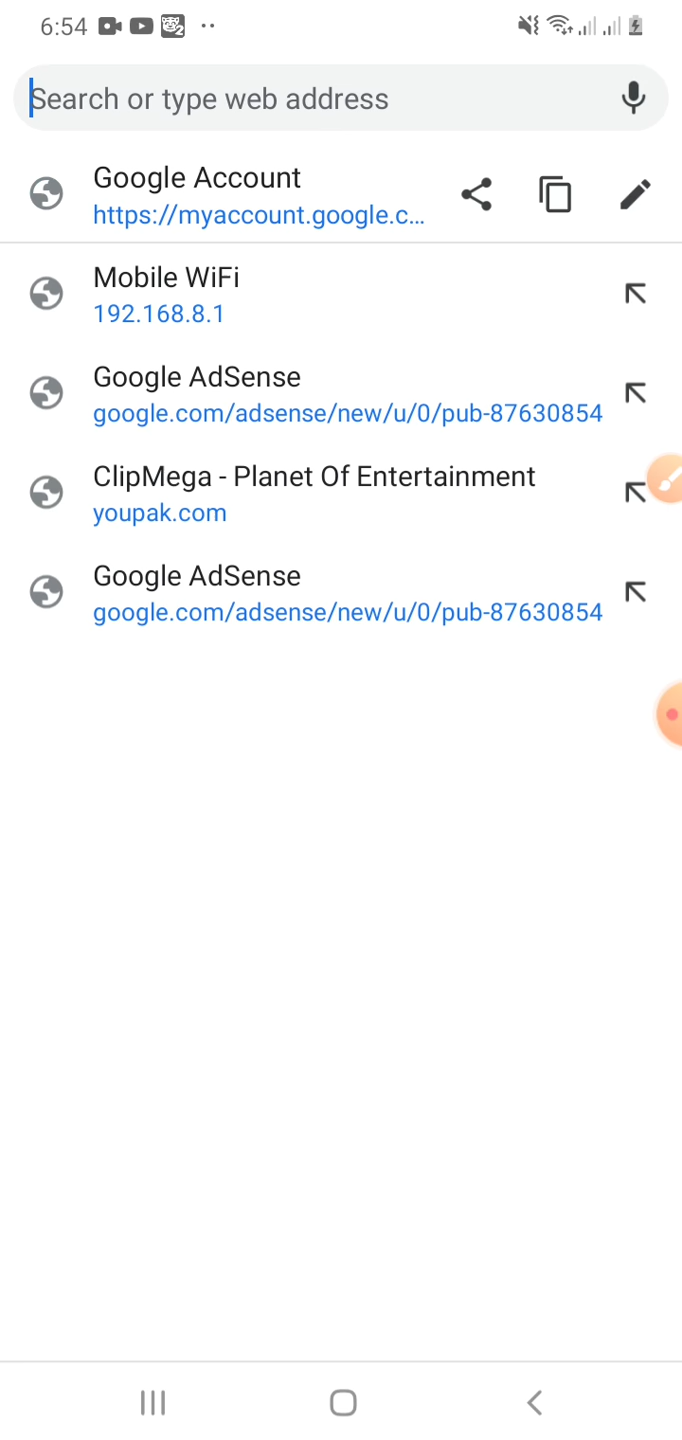 6:54
Search or type web address
Google Account
https://myaccount.google.c...
Mobile WiFi
192.168.8.1
Google AdSense
google.com/adsense/new/u/0/pub-87630854
ClipMega - Planet Of Entertainment
youpak.com
Google AdSense
google.com/adsense/new/u/0/pub-87630854